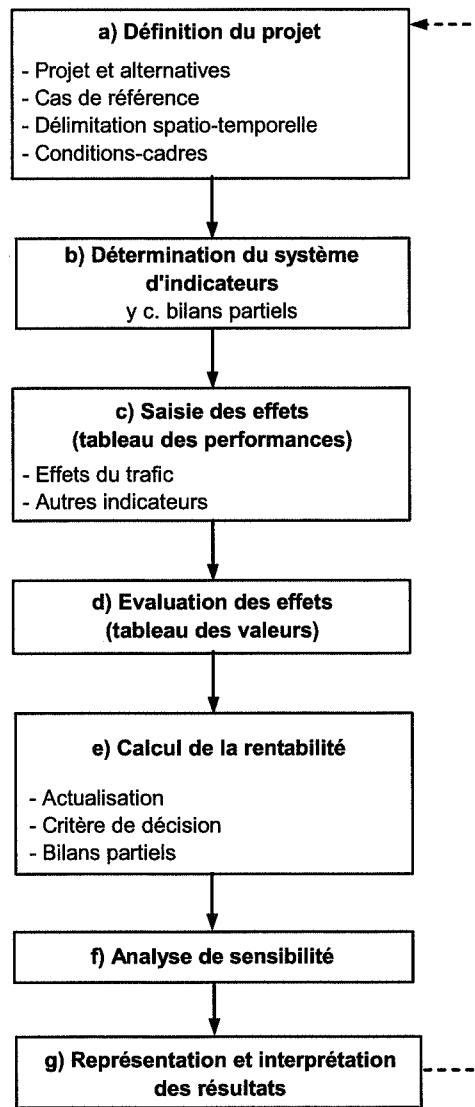 a) Définition du projet
- Projet et alternatives
- Cas de référence
- Délimitation spatio-temporelle
- Conditions-cadres
b) Détermination du système
d'indicateurs
y c. bilans partiels
c) Saisie des effets
(tableau des performances)
- Effets du trafic
- Autres indicateurs
d) Evaluation des effets
(tableau des valeurs)
e) Calcul de la rentabilité
- Actualisation
- Critère de décision
- Bilans partiels
f) Analyse de sensibilité
g) Représentation et interprétation
des résultats